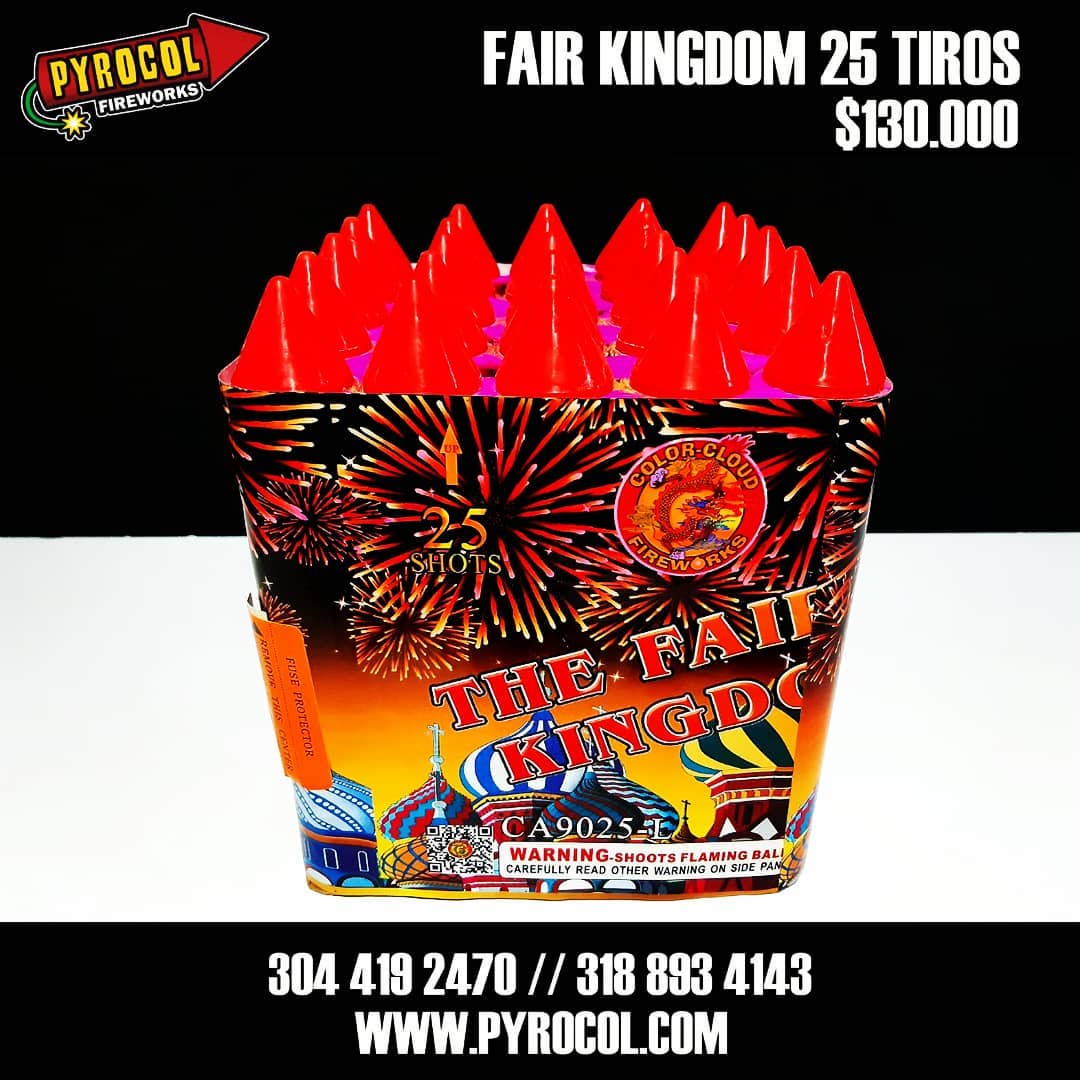 PYROCOL
FIREWORKS
FAIR KINGDOM 25 TIROS
$130.000
UP
25
SHOTS
COLOR-CLOUD
FIREWORKS
THE FAI
KINGDO
FUSE PROTECTOR
REMOVE THIS CENTER
CA9025-L
WARNING-SHOOTS FLAMING BAL
CAREFULLY READ OTHER WARNING ON SIDE PAN
304 419 2470 // 318 893 4143
WWW.PYROCOL.COM